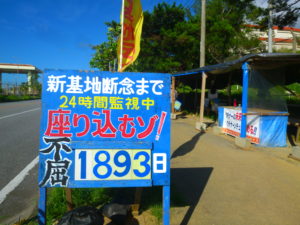 新基地断念まで
24時間監視中
座り込むゾ!
不屈
1893日